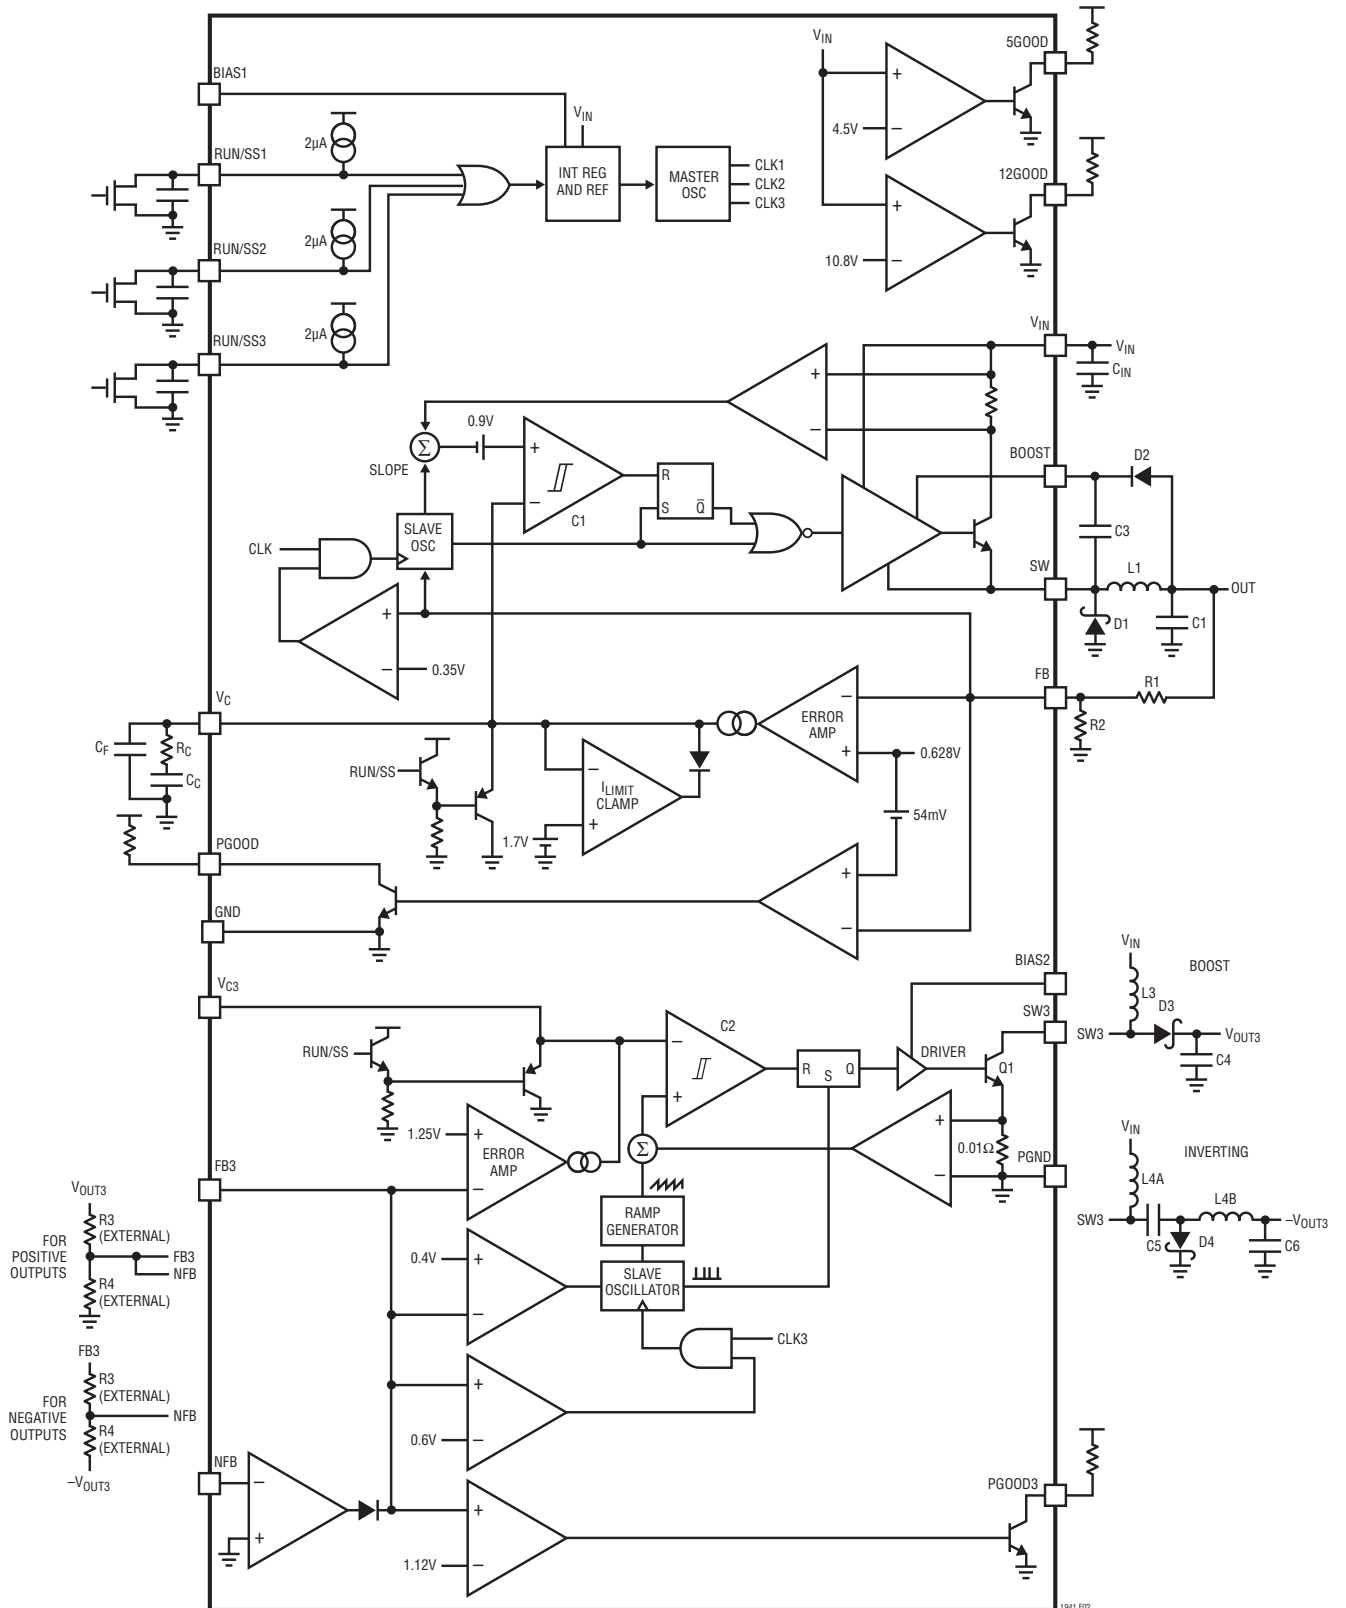 5GOOD
VIN
BIAS1
+
4.5V
−
VIN
2µA
RUN/SS1
INT REG
AND REF
MASTER
OSC
CLK1
CLK2
CLK3
12GOOD
+
10.8V
−
2µA
RUN/SS2
2µA
RUN/SS3
VIN
VIN
CIN
+
−
0.9V
Σ
SLOPE
+
−
C1
R
S
Q̄
BOOST
D2
C3
CLK
SLAVE
OSC
SW
L1
OUT
D1
C1
+
−
0.35V
VC
FB
R1
R2
−
ERROR
AMP
+
0.628V
CF
RC
CC
RUN/SS
−
ILIMIT
CLAMP
+
1.7V
54mV
PGOOD
+
−
GND
BIAS2
VIN
BOOST
VC3
L3
D3
SW3
SW3
VOUT3
C4
C2
−
+
RUN/SS
R
S
Q
DRIVER
Q1
1.25V
+
ERROR
AMP
−
Σ
+
−
0.01Ω
PGND
VIN
INVERTING
FB3
L4A
L4B
SW3
–VOUT3
C5
D4
C6
VOUT3
R3
(EXTERNAL)
FOR
POSITIVE
OUTPUTS
FB3
NFB
R4
(EXTERNAL)
RAMP
GENERATOR
0.4V
+
−
SLAVE
OSCILLATOR
CLK3
FB3
R3
(EXTERNAL)
FOR
NEGATIVE
OUTPUTS
NFB
R4
(EXTERNAL)
–VOUT3
+
0.6V
−
NFB
−
+
+
1.12V
−
PGOOD3
1941 F02